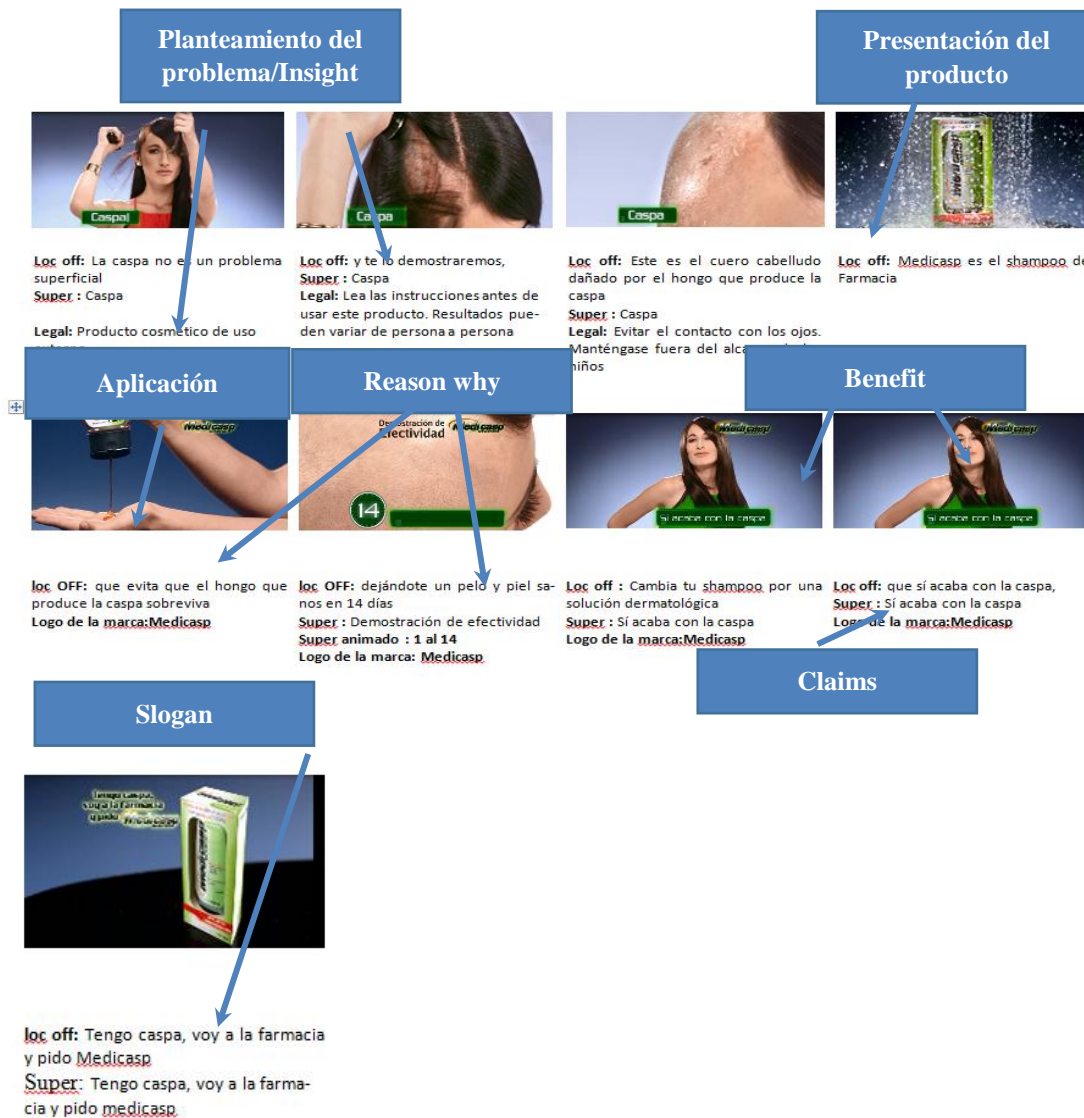 Planteamiento del
problema/Insight
Presentación del
producto
Caspa
Caspa
Caspa
Medicasp
Loc off: La caspa no es un problema
superficial
Super : Caspa
Legal: Producto cosmético de uso
Loc off: y te lo demostraremos,
Super : Caspa
Legal: Lea las instrucciones antes de
usar este producto. Resultados pue-
den variar de persona a persona
Loc off: Este es el cuero cabelludo
dañado por el hongo que produce la
caspa
Super : Caspa
Legal: Evitar el contacto con los ojos.
Manténgase fuera del
niños
Loc off: Medicasp es el shampoo de
Farmacia
Aplicación
Reason why
Benefit
Medicasp
Demostración de
Efectividad
Medicasp
14
Medicasp
Sí acaba con la caspa
Medicasp
Sí acaba con la caspa
loc OFF: que evita que el hongo que
produce la caspa sobreviva
Logo de la marca:Medicasp
loc OFF: dejándote un pelo y piel sa-
nos en 14 días
Super : Demostración de efectividad
Super animado : 1 al 14
Logo de la marca: Medicasp
Loc off : Cambia tu shampoo por una
solución dermatológica
Super : Sí acaba con la caspa
Logo de la marca:Medicasp
Loc off: que sí acaba con la caspa,
Super : Sí acaba con la caspa
Logo de la marca:Medicasp
Claims
Slogan
Tengo caspa,
voy a la farmacia
y pido Medicasp
Medicasp
loc off: Tengo caspa, voy a la farmacia
y pido Medicasp
Super: Tengo caspa, voy a la farma-
cia y pido medicasp